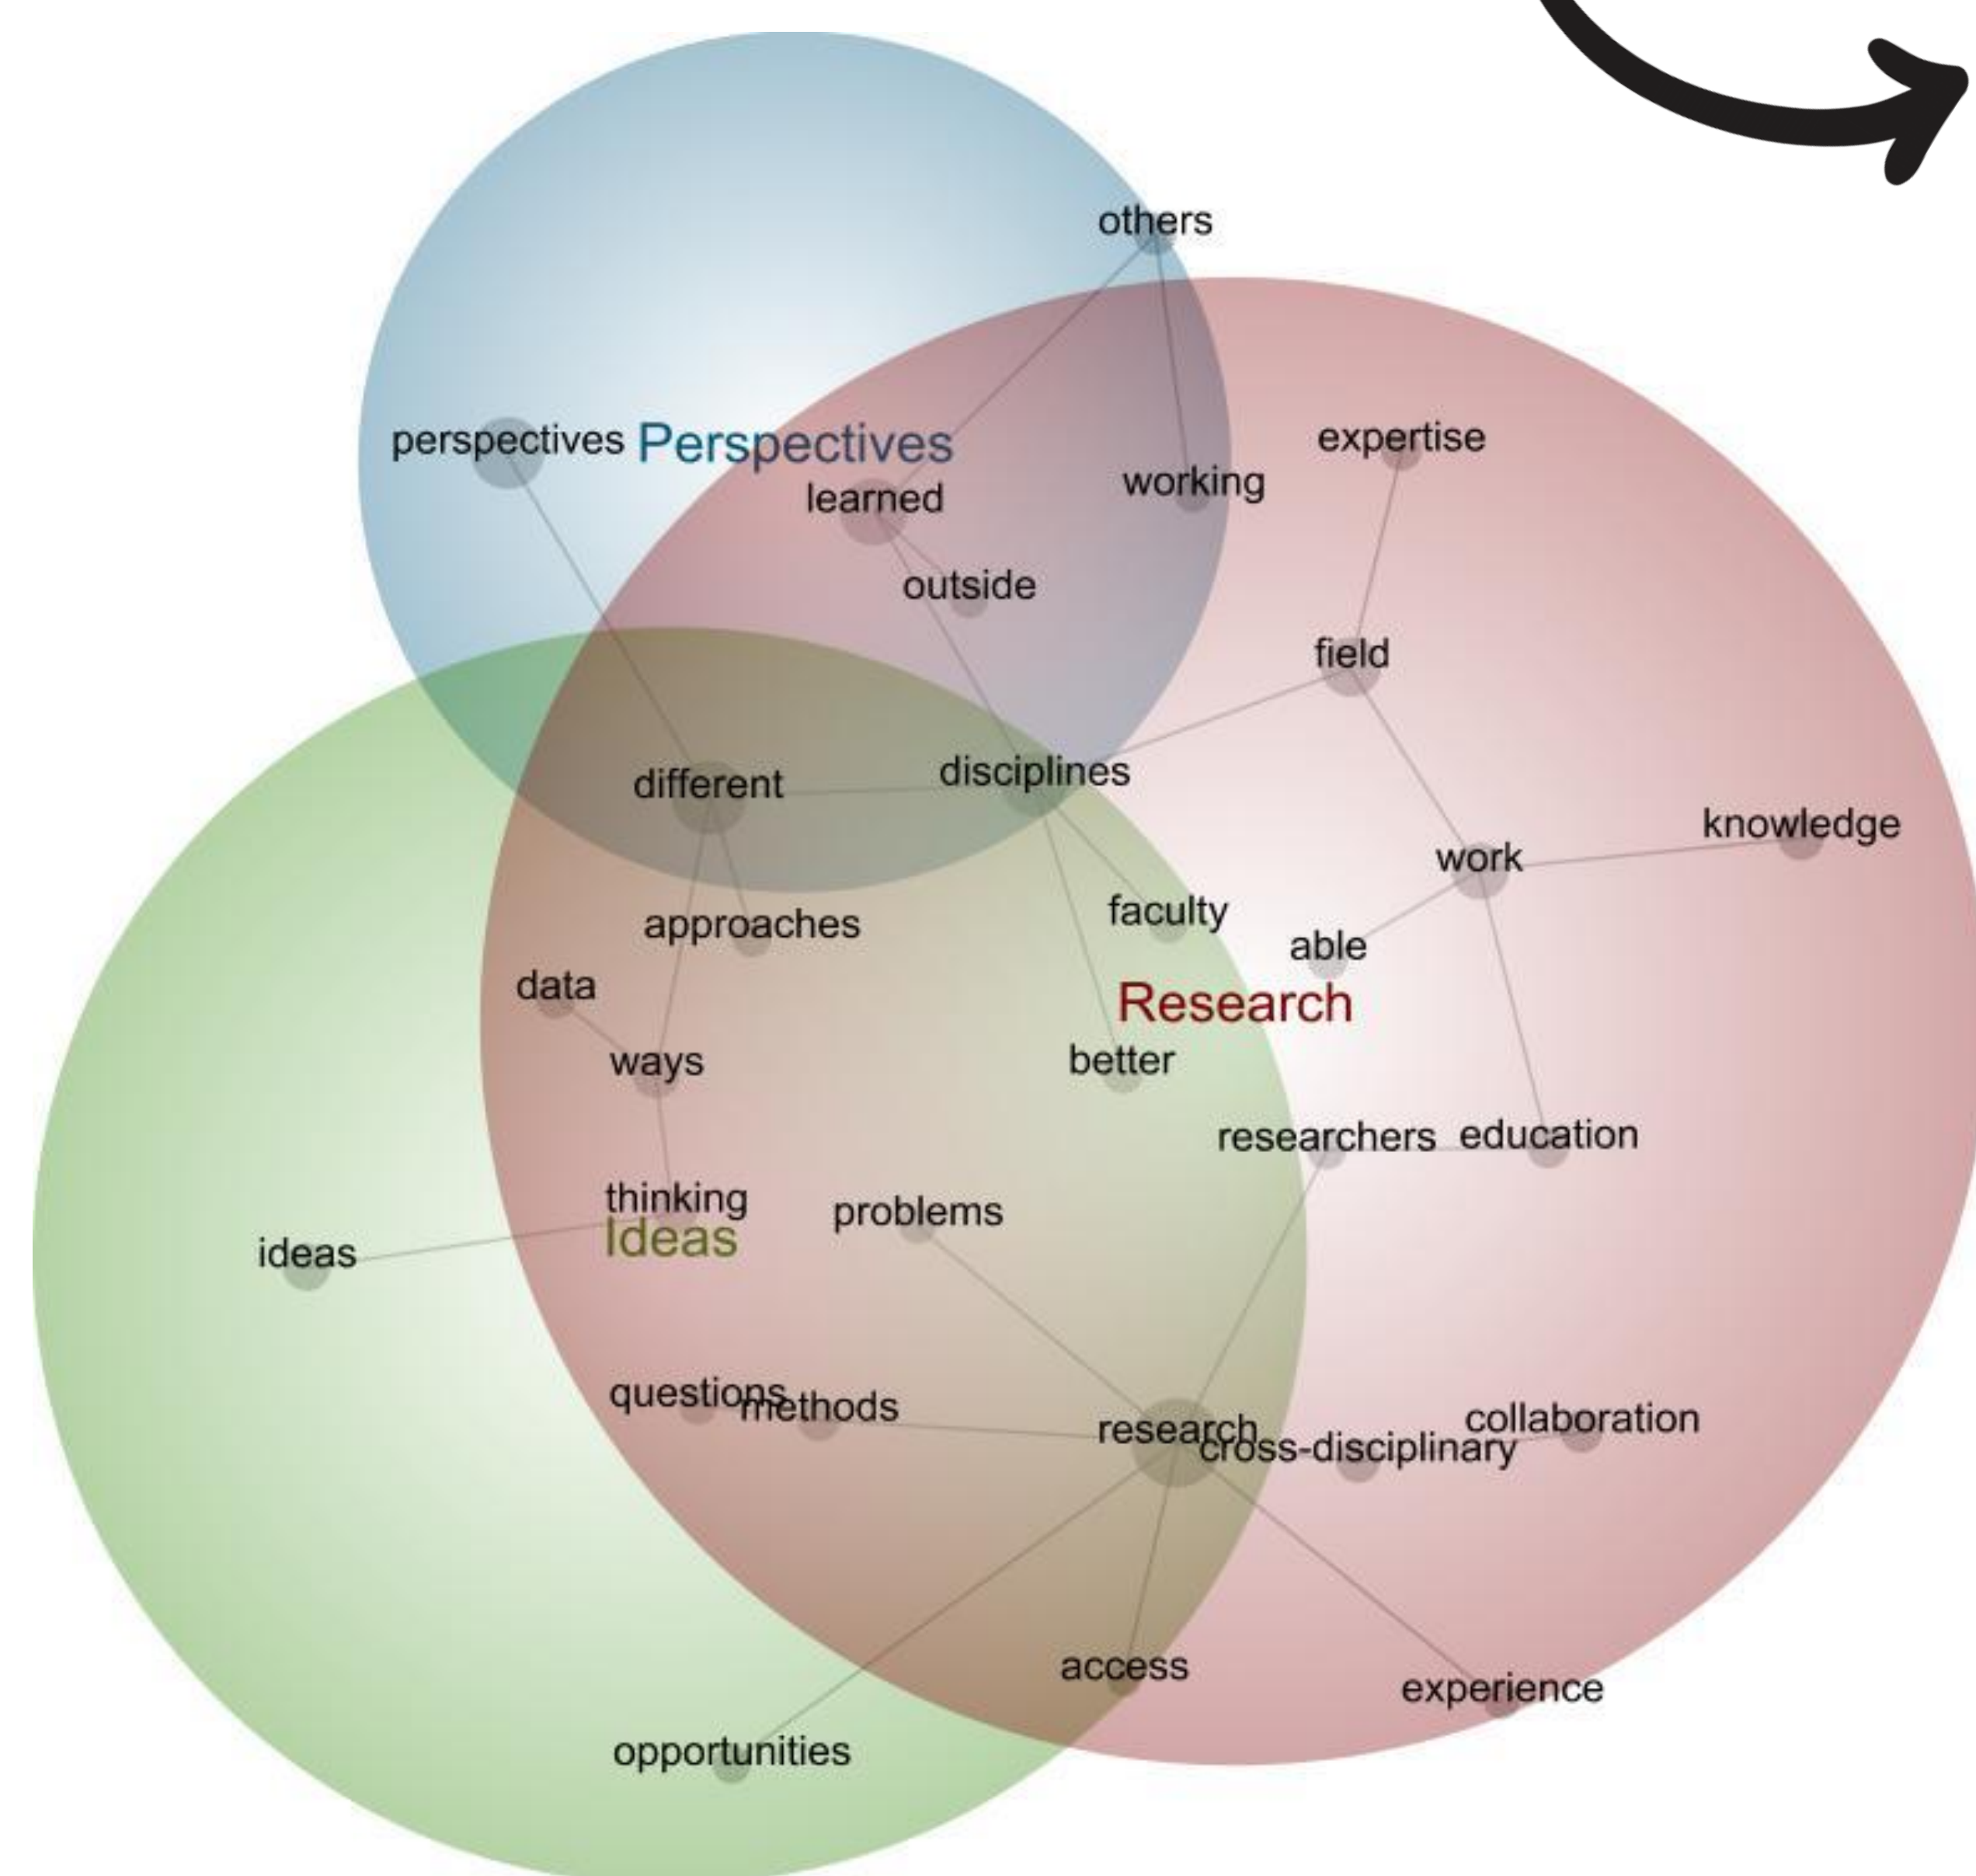 others
expertise
perspectives
Perspectives
learned
working
outside
field
different
disciplines
knowledge
work
approaches
faculty
able
data
Research
ways
better
researchers
education
thinking
problems
Ideas
ideas
questions
methods
research
cross-disciplinary
collaboration
access
experience
opportunities